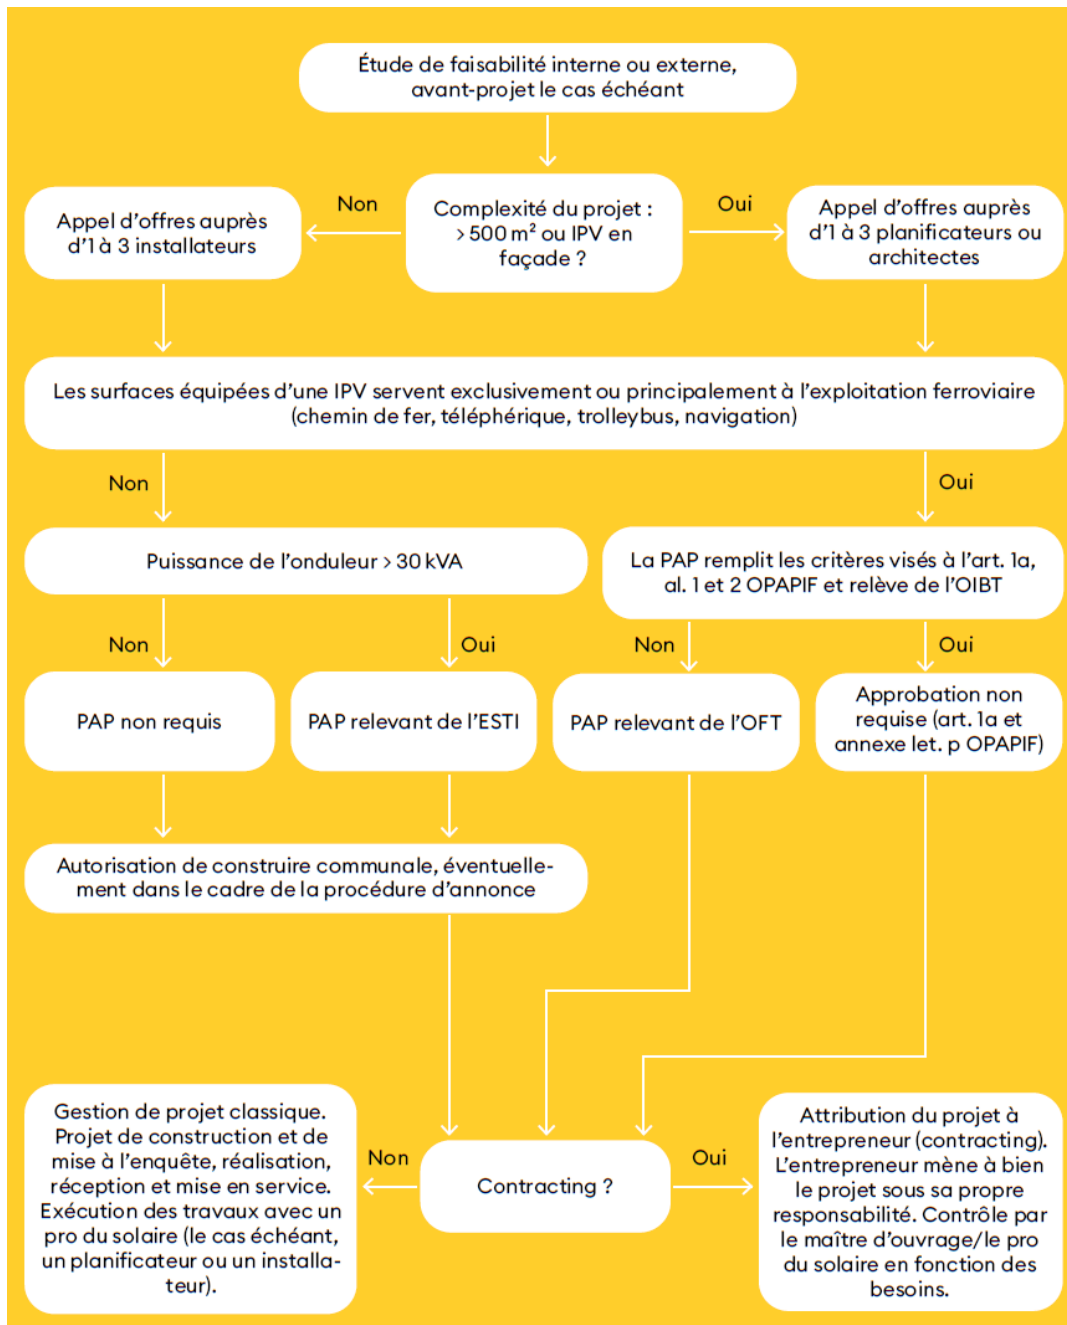 Étude de faisabilité interne ou externe,
avant-projet le cas échéant
Non
Oui
Appel d'offres auprès
d'1 à 3 installateurs
Complexité du projet :
> 500 m² ou IPV en
façade ?
Appel d'offres auprès
d'1 à 3 planificateurs ou
architectes
Les surfaces équipées d'une IPV servent exclusivement ou principalement à l'exploitation ferroviaire
(chemin de fer, téléphérique, trolleybus, navigation)
Non
Oui
Puissance de l'onduleur > 30 kVA
La PAP remplit les critères visés à l'art. 1a,
al. 1 et 2 OPAPIF et relève de l'OIBT
Non
Oui
Non
Oui
PAP non requis
PAP relevant de l'ESTI
PAP relevant de l'OFT
Approbation non
requise (art. 1a et
annexe let. p OPAPIF)
Autorisation de construire communale, éventuelle-
ment dans le cadre de la procédure d'annonce
Gestion de projet classique.
Projet de construction et de
mise à l'enquête, réalisation,
réception et mise en service.
Exécution des travaux avec un
pro du solaire (le cas échéant,
un planificateur ou un installa-
teur).
Non
Contracting ?
Oui
Attribution du projet à
l'entrepreneur (contracting).
L'entrepreneur mène à bien
le projet sous sa propre
responsabilité. Contrôle par
le maître d'ouvrage/le pro
du solaire en fonction des
besoins.